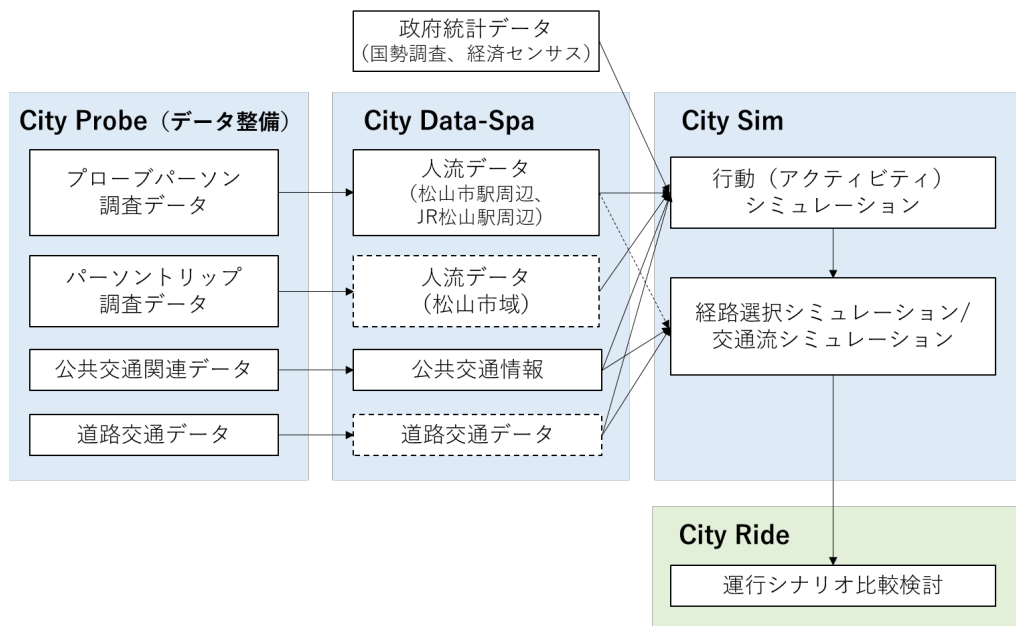 政府統計データ
（国勢調査、経済センサス）
City Probe（データ整備）
プローブパーソン
調査データ
パーソントリップ
調査データ
公共交通関連データ
道路交通データ
City Data-Spa
人流データ
（松山市駅周辺、
JR松山駅周辺）
人流データ
（松山市域）
公共交通情報
道路交通データ
City Sim
行動（アクティビティ）
シミュレーション
経路選択シミュレーション/
交通流シミュレーション
City Ride
運行シナリオ比較検討